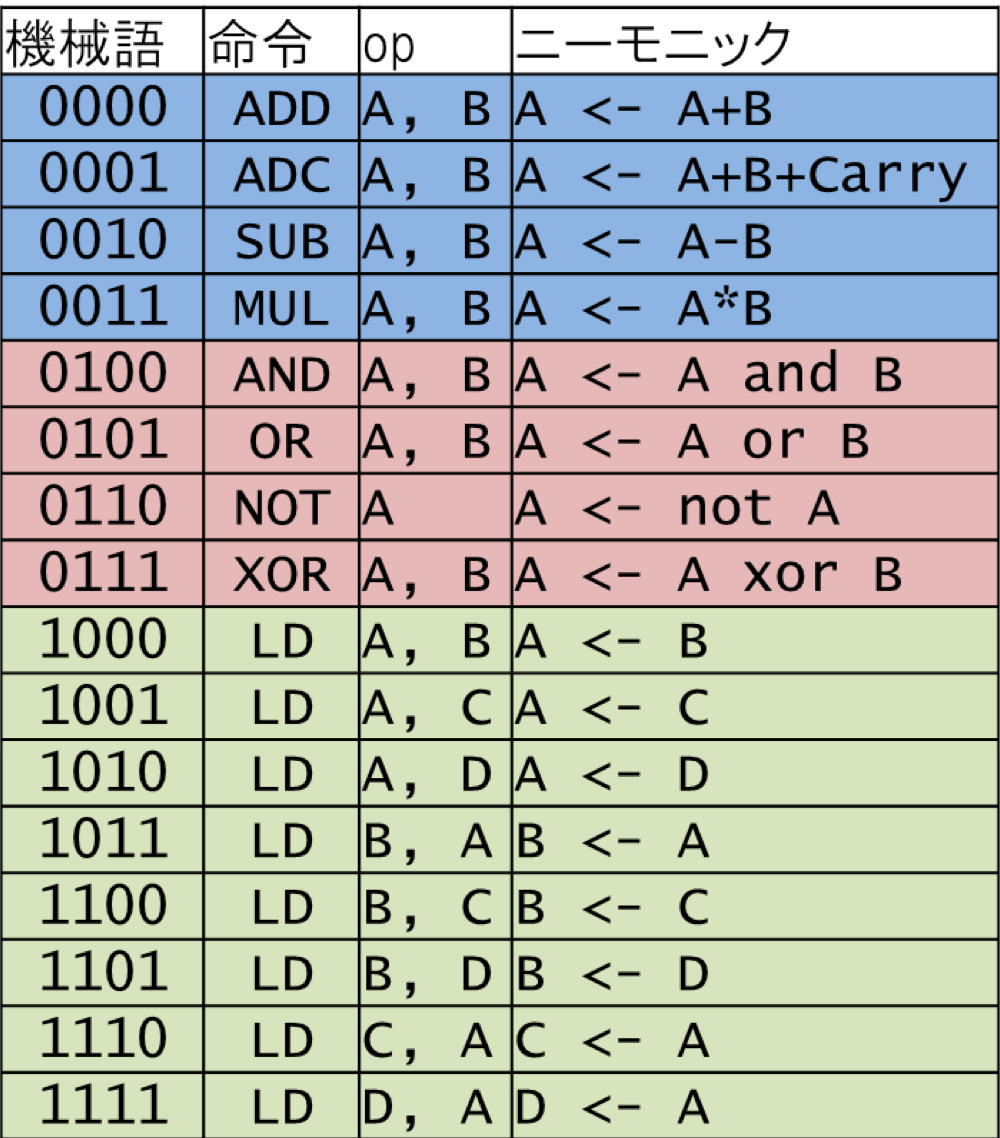 機械語 命令 op ニーモニック
0000 ADD A, B A <- A+B
0001 ADC A, B A <- A+B+Carry
0010 SUB A, B A <- A-B
0011 MUL A, B A <- A*B
0100 AND A, B A <- A and B
0101 OR A, B A <- A or B
0110 NOT A A <- not A
0111 XOR A, B A <- A xor B
1000 LD A, B A <- B
1001 LD A, C A <- C
1010 LD A, D A <- D
1011 LD B, A B <- A
1100 LD B, C B <- C
1101 LD B, D B <- D
1110 LD C, A C <- A
1111 LD D, A D <- A